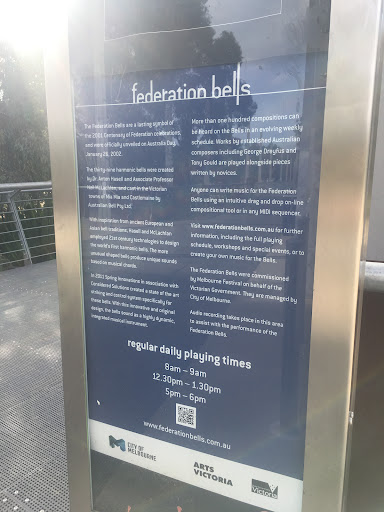 federation bells
The Federation Bells are a lasting symbol of
the 2001 Centenary of Federation celebrations,
and were officially unveiled on Australia Day,
January 26, 2002.
The thirty-nine harmonic bells were created
by Dr. Anton Hasell and Associate Professor
Neil McLachlan and cast in the Victorian
towns of Nhi Nhia and Castlemaine by
Australian Bell Pty Ltd.
With inspiration from ancient European and
Asian bell traditions, Hasell and McLachlan
employed 21st century technologies to design
the world's first harmonic bells. The more
unusual shaped bells produce unique sounds
based on musical chords.
In 2011 Spring Innovations in association with
Considered Solutions created a state of the art
striking and control system specifically for
these bells. With this innovative and original
design, the bells sound as a highly dynamic,
integrated musical instrument.
More than one hundred compositions can
be heard on the Bells in an evolving weekly
schedule. Works by established Australian
composers including George Dreyfus and
Tony Gould are played alongside pieces
written by novices.
Anyone can write music for the Federation
Bells using an intuitive drag and drop on-line
compositional tool or in any MIDI sequencer.
Visit www.federationbells.com.au for further
information, including the full playing
schedule, workshops and special events, or to
create your own music for the Bells.
The Federation Bells were commissioned
by Melbourne Festival on behalf of the
Victorian Government. They are managed by
City of Melbourne.
Audio recording takes place in this area
to assist with the performance of the
Federation Bells.
regular daily playing times
8am – 9am
12.30pm – 1.30pm
5pm – 6pm
www.federationbells.com.au
CITY OF
MELBOURNE
ARTS
VICTORIA
Victoria